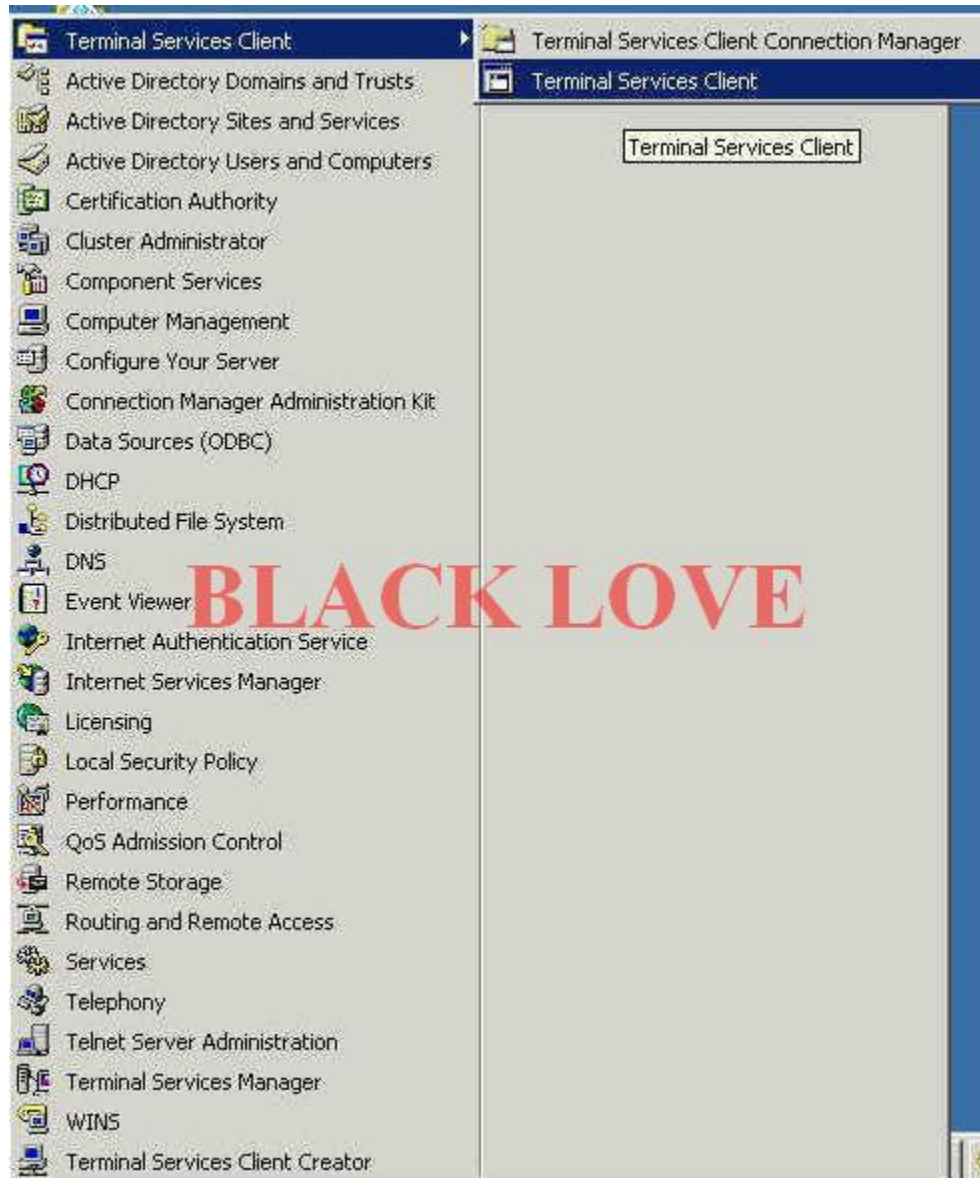 Terminal Services Client
Terminal Services Client Connection Manager
Active Directory Domains and Trusts
Terminal Services Client
Active Directory Sites and Services
Terminal Services Client
Active Directory Users and Computers
Certification Authority
Cluster Administrator
Component Services
Computer Management
Configure Your Server
Connection Manager Administration Kit
Data Sources (ODBC)
DHCP
Distributed File System
DNS
BLACK LOVE
Event Viewer
Internet Authentication Service
Internet Services Manager
Licensing
Local Security Policy
Performance
QoS Admission Control
Remote Storage
Routing and Remote Access
Services
Telephony
Telnet Server Administration
Terminal Services Manager
WINS
Terminal Services Client Creator